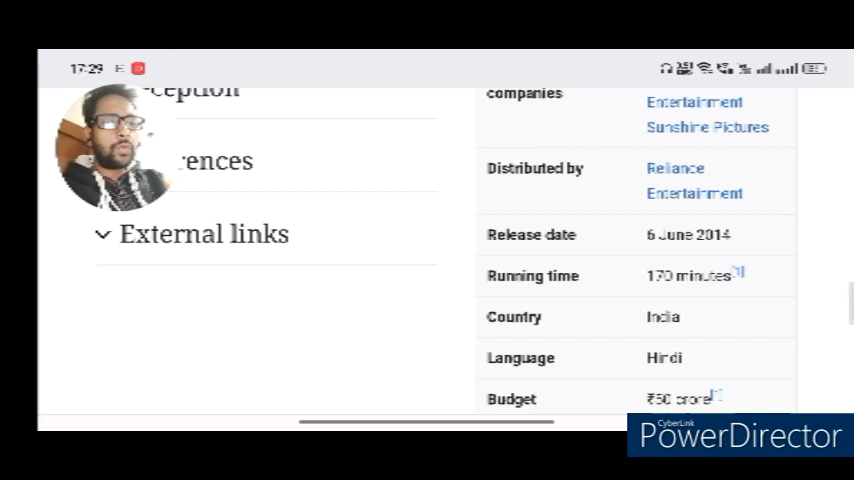 17:29
ception
rences
External links
companies
Entertainment
Sunshine Pictures
Distributed by
Reliance
Entertainment
Release date
6 June 2014
Running time
170 minutes[1]
Country
India
Language
Hindi
Budget
₹50 crore
CyberLink
PowerDirector